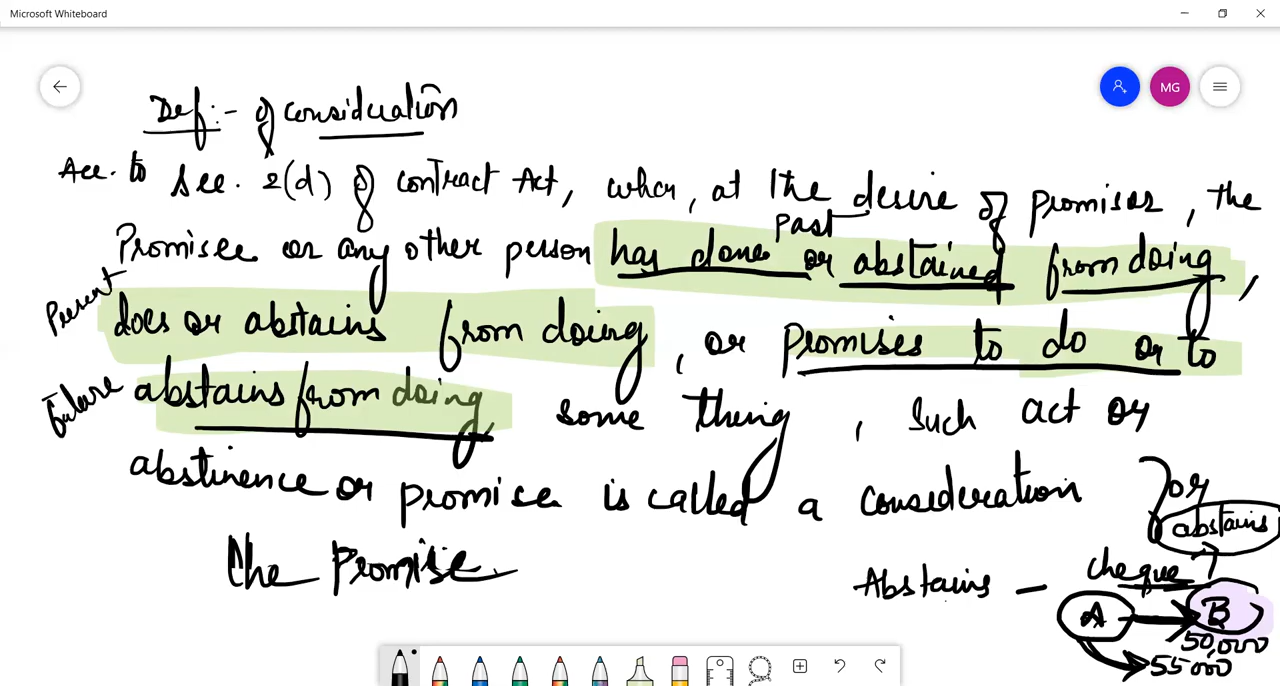 Microsoft Whiteboard
MG
Def:- of consideration
Acc. to Sec. 2(d) of contract Act, when, at the desire of promiser, the
Past
Promisee or any other person has done or abstained from doing,
Present
does or abstains from doing, or Promises to do or to
Future
abstains from doing some thing, such act or
abstinence or promise is called a consideration for
the Promise.
abstains
Abstains - cheque
A B
50,000
55000